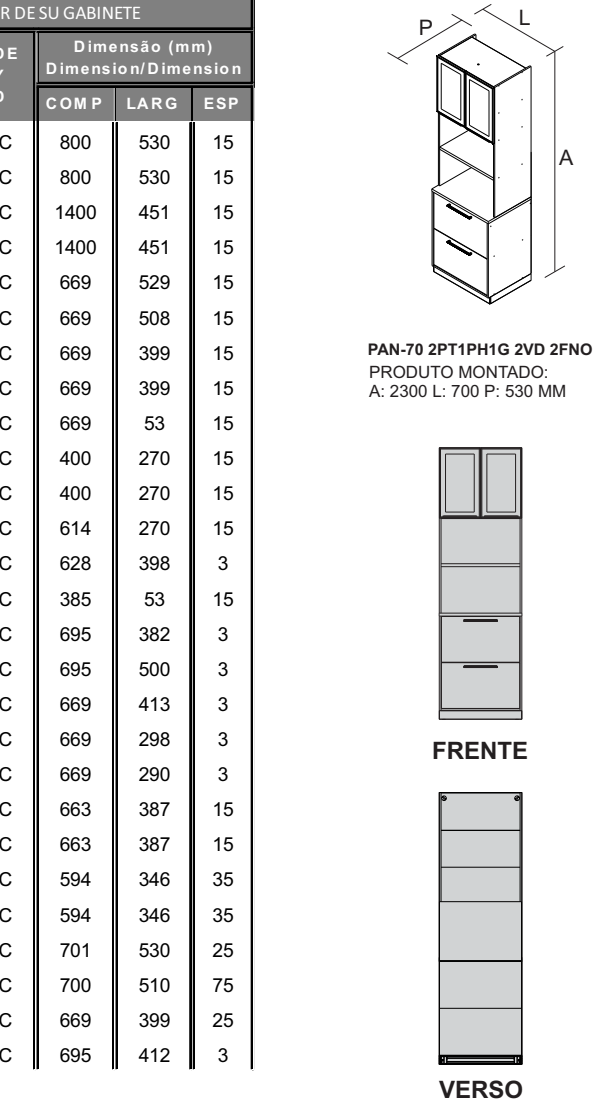 R DE SU GABINETE
DE
Dimensão (mm)
Dimension/Dimension
COMP LARG ESP
C 800 530 15
C 800 530 15
C 1400 451 15
C 1400 451 15
C 669 529 15
C 669 508 15
C 669 399 15
C 669 399 15
C 669 53 15
C 400 270 15
C 400 270 15
C 614 270 15
C 628 398 3
C 385 53 15
C 695 382 3
C 695 500 3
C 669 413 3
C 669 298 3
C 669 290 3
C 663 387 15
C 663 387 15
C 594 346 35
C 594 346 35
C 701 530 25
C 700 510 75
C 669 399 25
C 695 412 3
P
L
A
PAN-70 2PT1PH1G 2VD 2FNO
PRODUTO MONTADO:
A: 2300 L: 700 P: 530 MM
FRENTE
VERSO